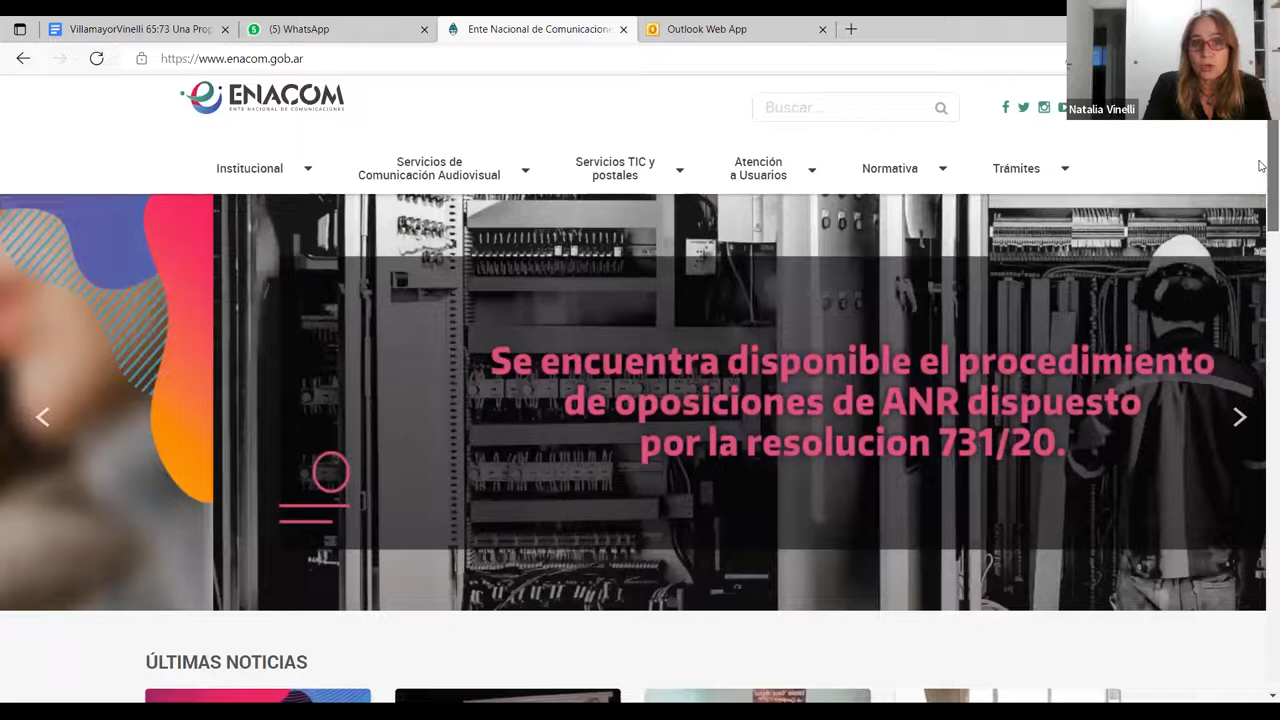 VillamayorVinelli 65:73 Una Prop
(5) WhatsApp
Ente Nacional de Comunicacione
Outlook Web App
https://www.enacom.gob.ar
ENACOM
ENTE NACIONAL DE COMUNICACIONES
Buscar...
Natalia Vinelli
Institucional
Servicios de
Comunicación Audiovisual
Servicios TIC y
postales
Atención
a Usuarios
Normativa
Trámites
Se encuentra disponible el procedimiento
de oposiciones de ANR dispuesto
por la resolucion 731/20.
ÚLTIMAS NOTICIAS